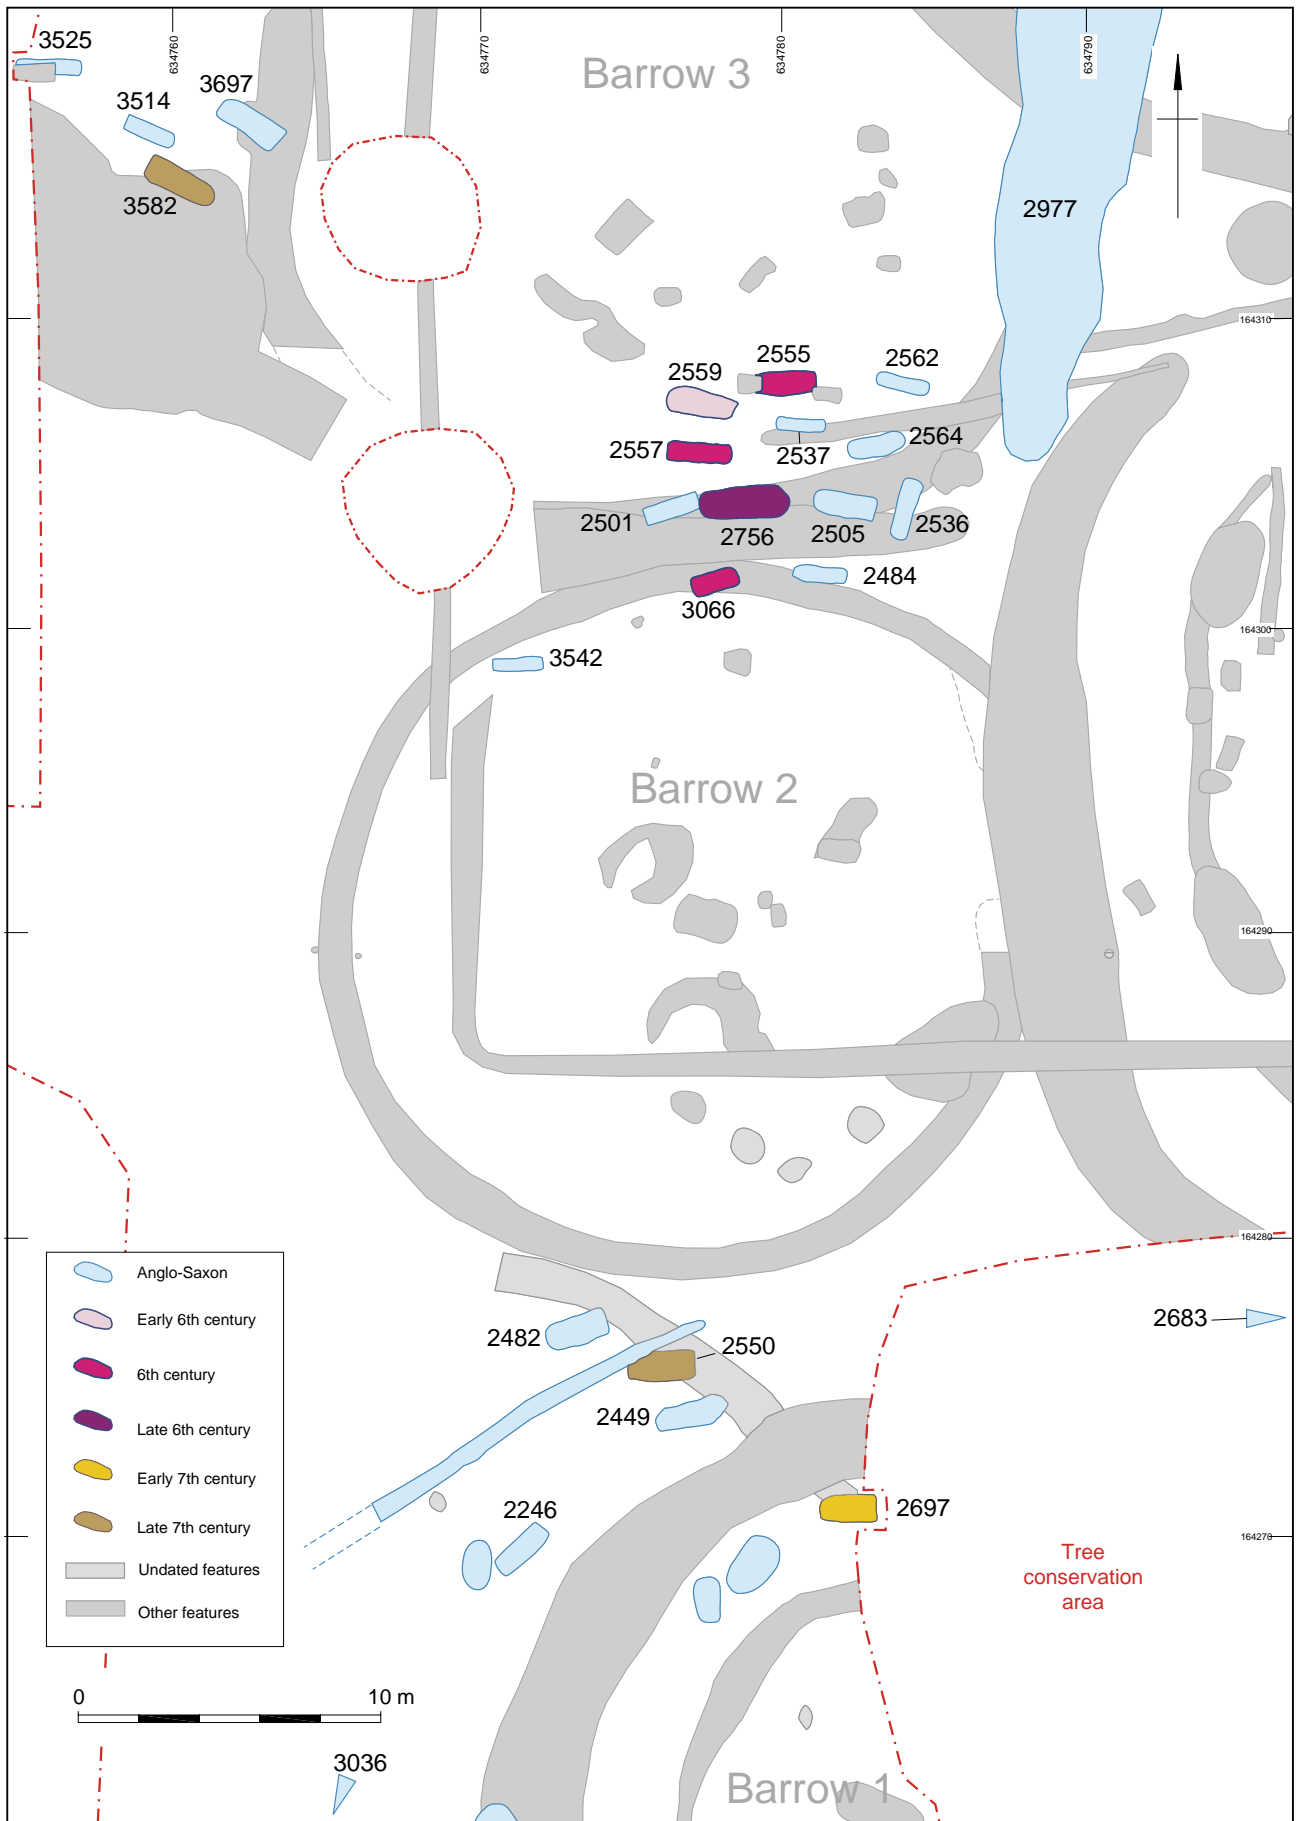 634760
634770
634780
634790
3525
3514
3697
3582
Barrow 3
2977
164310
2555
2559
2562
2557
2537
2564
2501
2756
2505
2536
2484
3066
164300
3542
Barrow 2
164290
164280
Anglo-Saxon
Early 6th century
6th century
Late 6th century
Early 7th century
Late 7th century
Undated features
Other features
2482
2550
2683
2449
2246
2697
164270
Tree
conservation
area
0 10 m
3036
Barrow 1